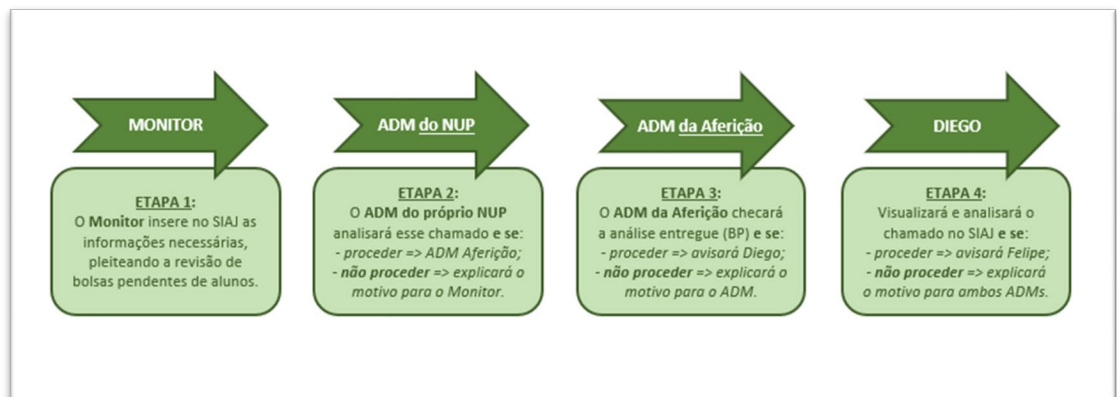 MONITOR
ETAPA 1:
O Monitor insere no SIAJ as
informações necessárias,
pleiteando a revisão de
bolsas pendentes de alunos.
ADM do NUP
ETAPA 2:
O ADM do próprio NUP
analisará esse chamado e se:
- proceder => ADM Aferição;
- não proceder => explicará o
motivo para o Monitor.
ADM da Aferição
ETAPA 3:
O ADM da Aferição checará
a análise entregue (BP) e se:
- proceder => avisará Diego;
- não proceder => explicará o
motivo para o ADM.
DIEGO
ETAPA 4:
Visualizará e analisará o
chamado no SIAJ e se:
- proceder => avisará Felipe;
- não proceder => explicará
o motivo para ambos ADMs.